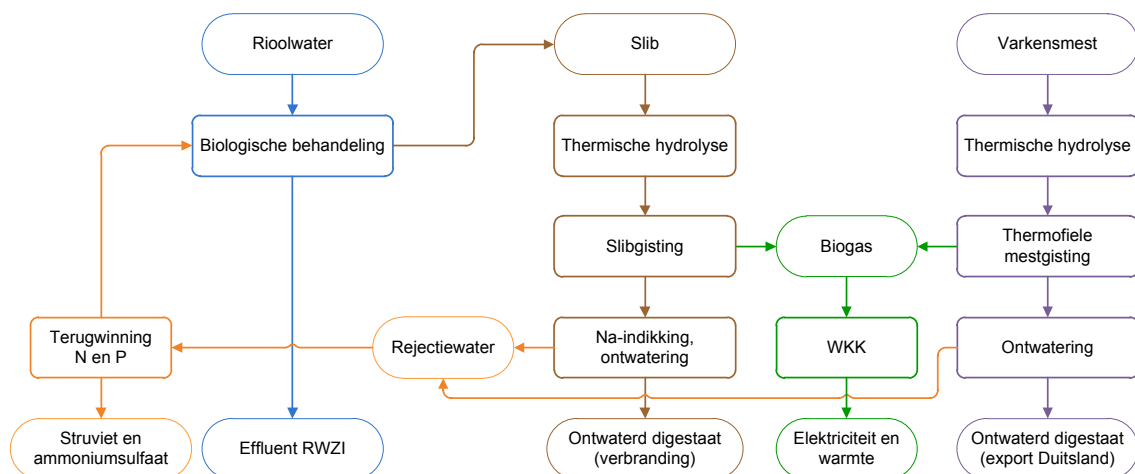 Rioolwater
Slib
Varkensmest
Biologische behandeling
Thermische hydrolyse
Thermische hydrolyse
Slibgisting
Biogas
Thermofiele
mestgisting
Terugwinning
N en P
Rejectiewater
Na-indikking,
ontwatering
WKK
Ontwatering
Struviet en
ammoniumsulfaat
Effluent RWZI
Ontwaterd digestaat
(verbranding)
Elektriciteit en
warmte
Ontwaterd digestaat
(export Duitsland)